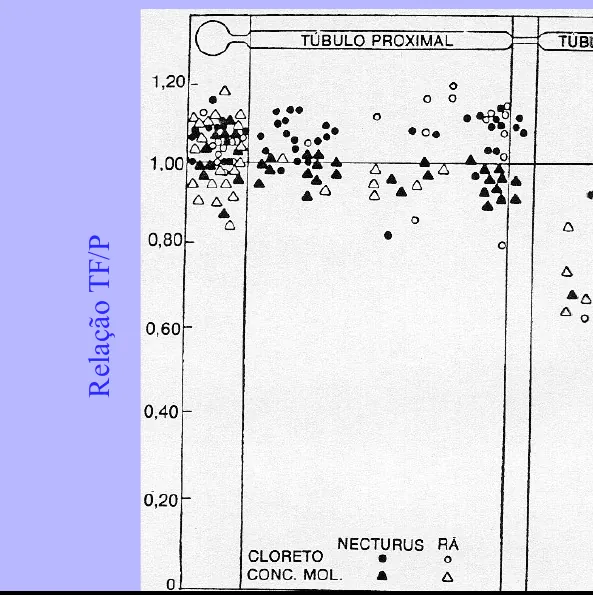 TÚBULO PROXIMAL
TÚBU
1,20
1.00
0,80
0,60
0,40
0,20
0
Relação TF/P
NECTURUS RÃ
CLORETO
CONC. MOL.